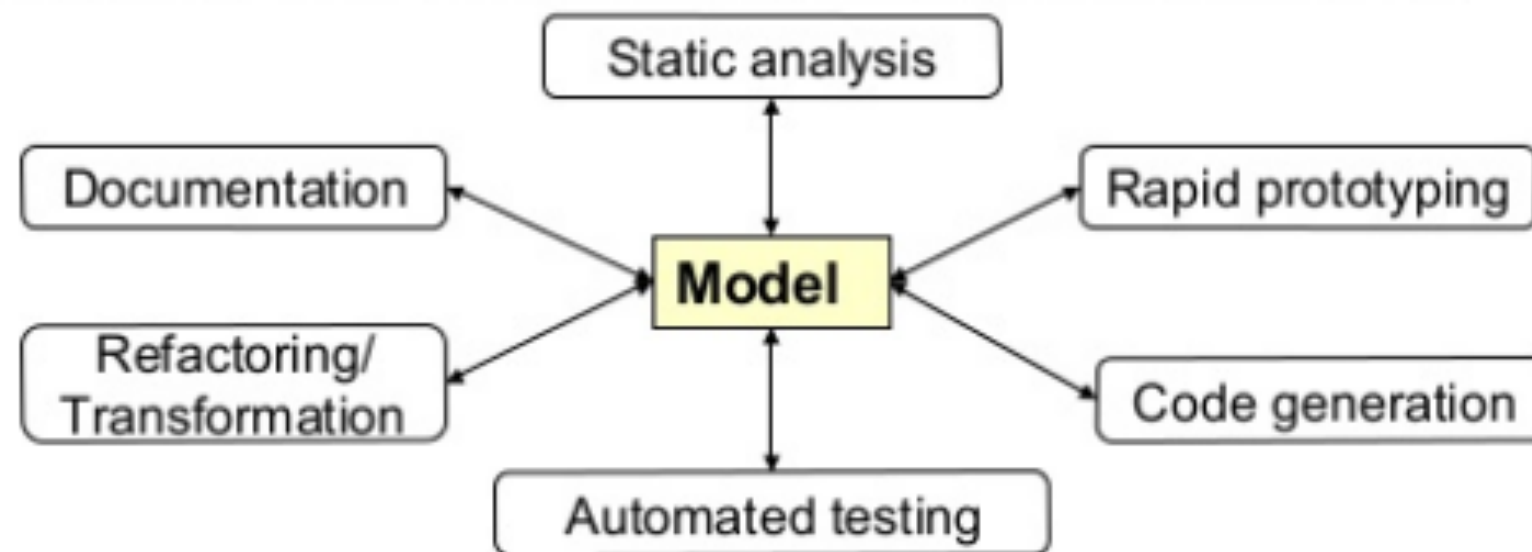 Static analysis
Documentation
Rapid prototyping
Model
Refactoring/
Transformation
Code generation
Automated testing